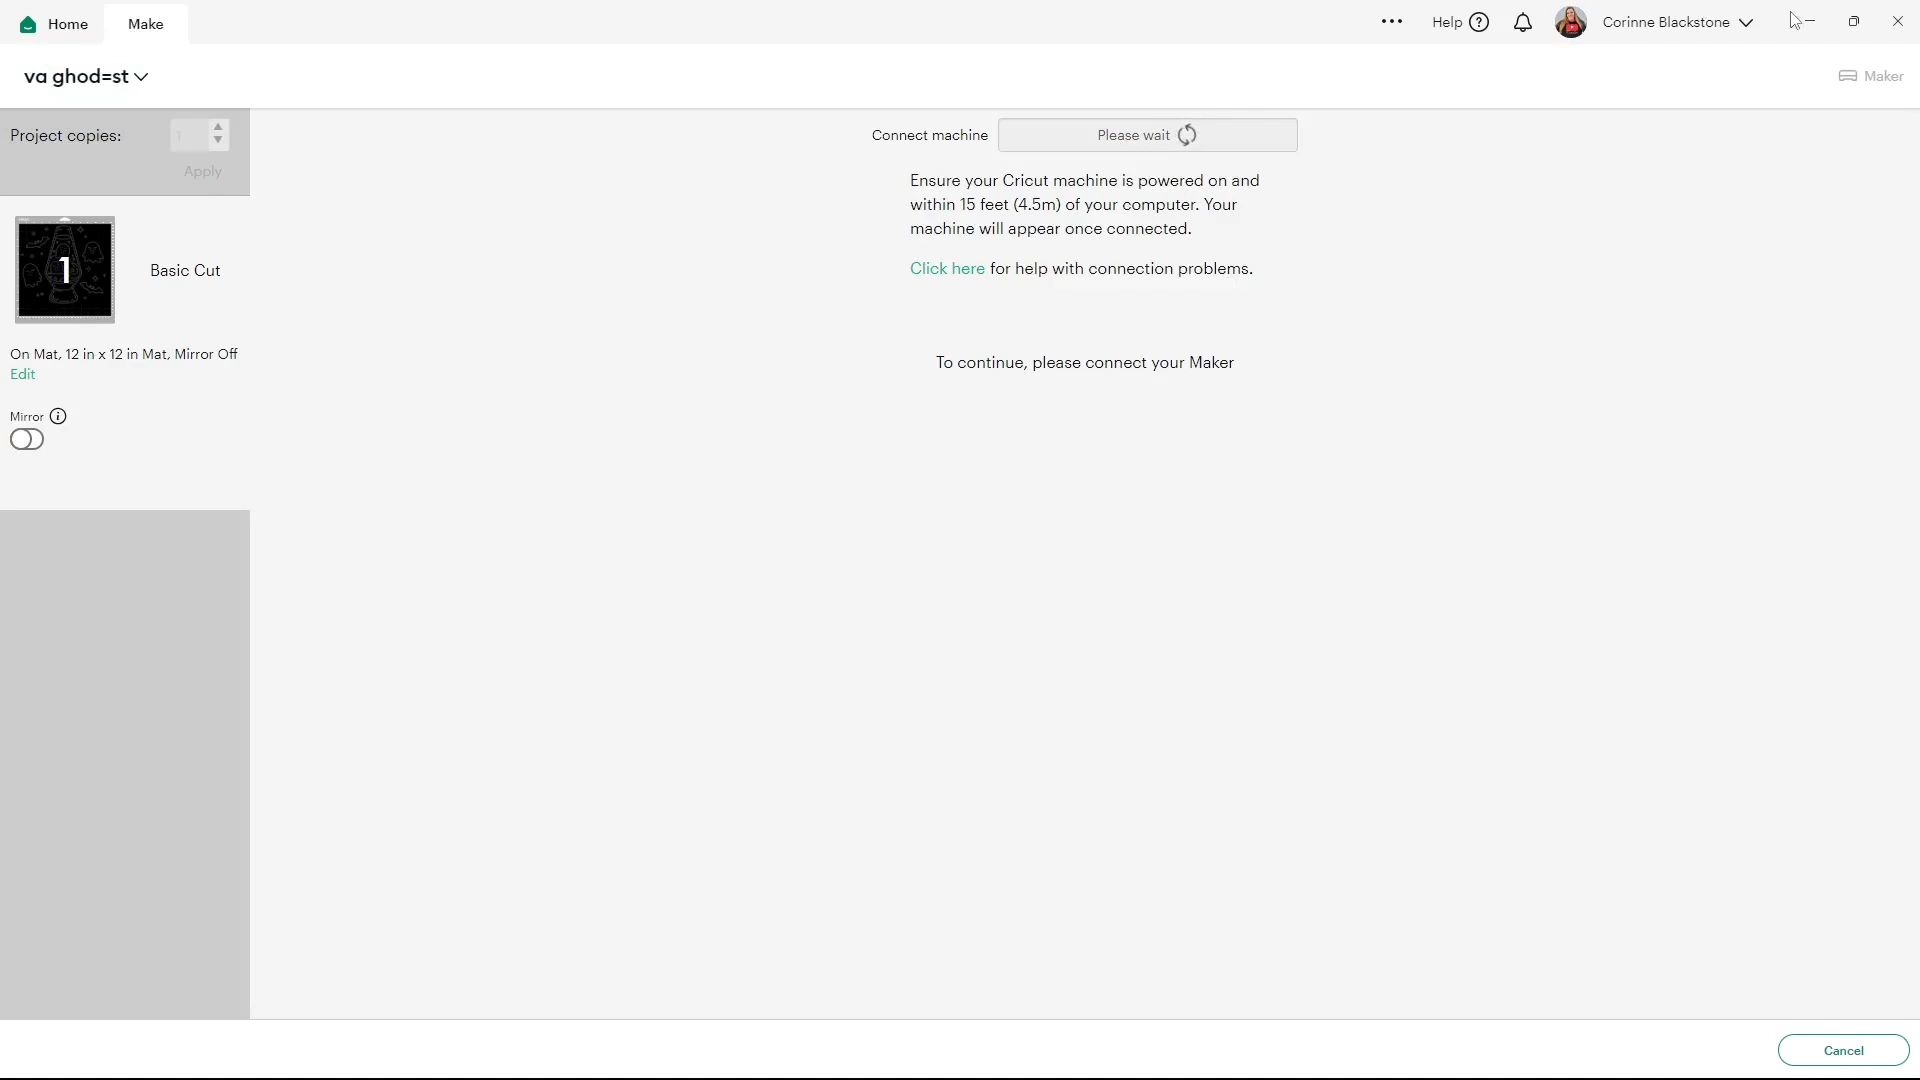 Home
Make
Help
Corinne Blackstone
va ghod=st
Maker
Project copies:
1
Apply
Connect machine
Please wait
Ensure your Cricut machine is powered on and
within 15 feet (4.5m) of your computer. Your
machine will appear once connected.
Click here for help with connection problems.
To continue, please connect your Maker
1
Basic Cut
On Mat, 12 in x 12 in Mat, Mirror Off
Edit
Mirror
Cancel